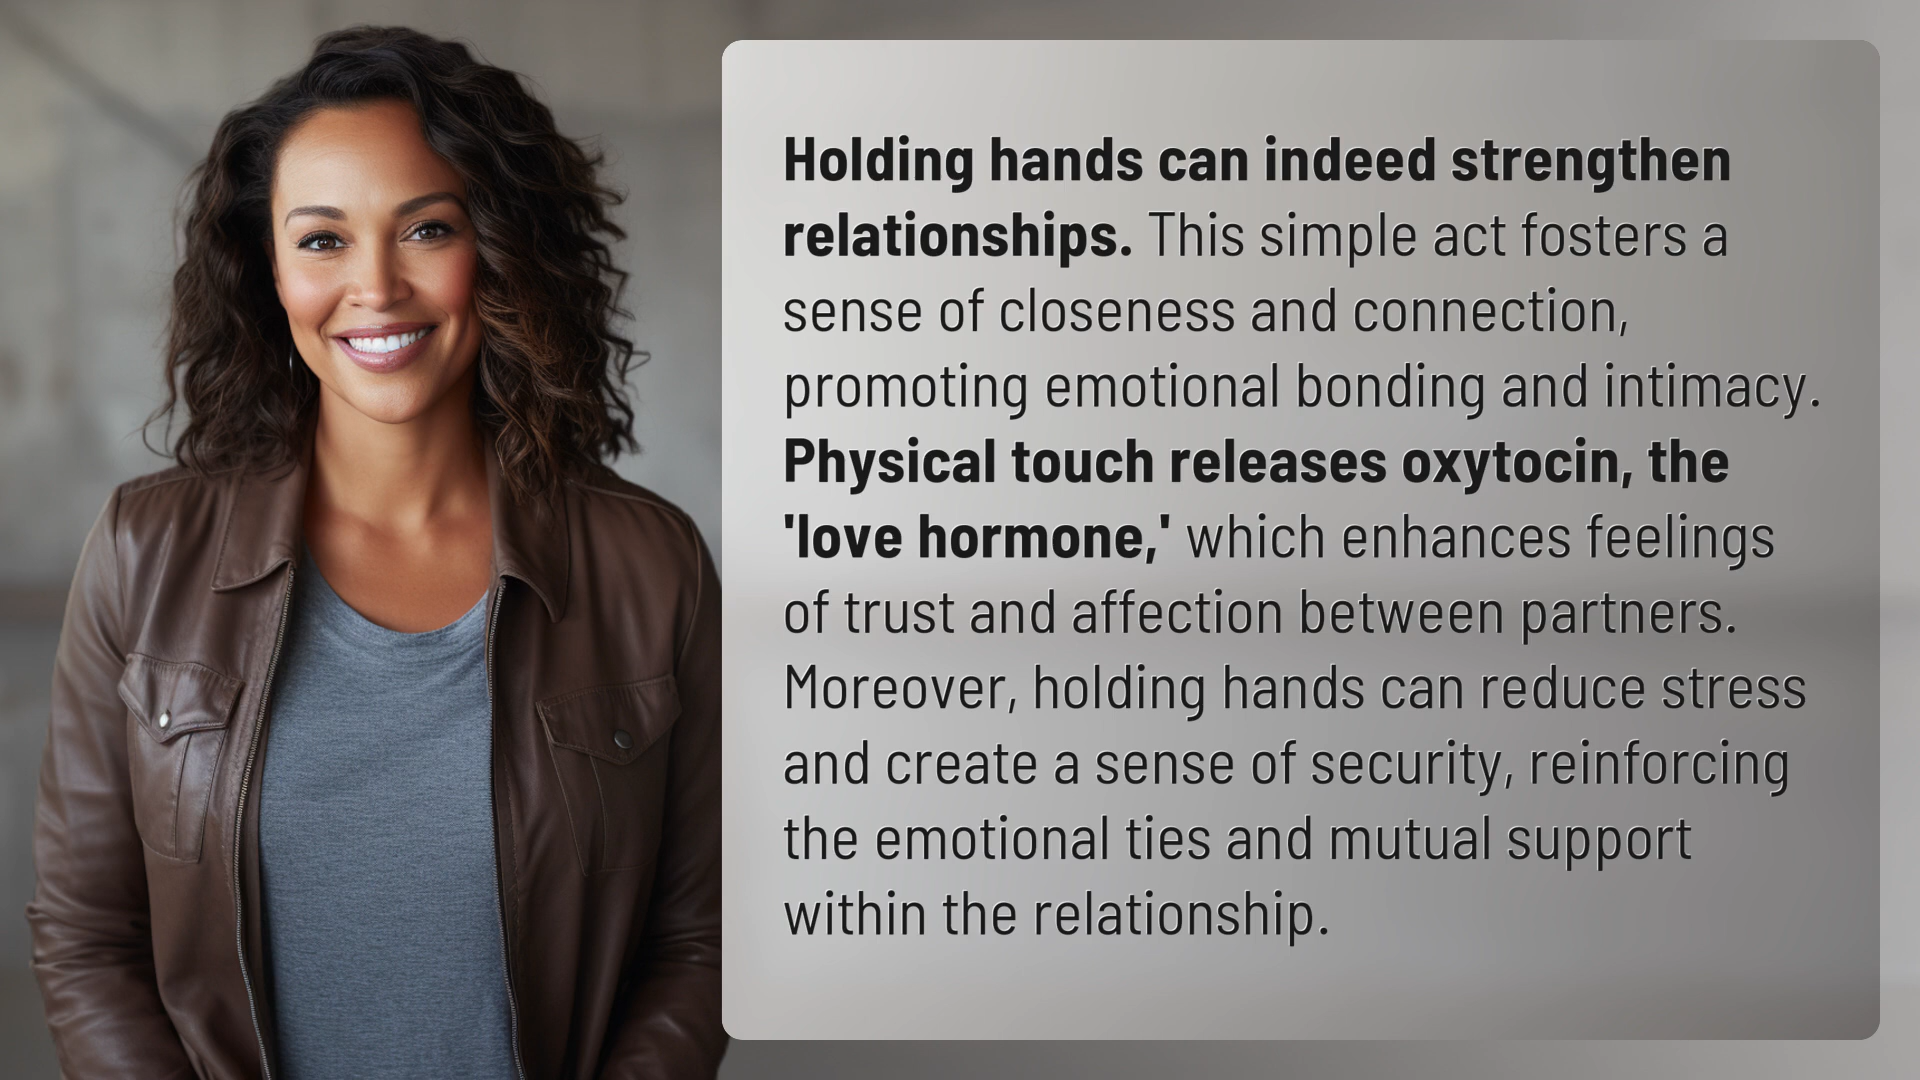 Holding hands can indeed strengthen
relationships. This simple act fosters a
sense of closeness and connection,
promoting emotional bonding and intimacy.
Physical touch releases oxytocin, the
'love hormone,' which enhances feelings
of trust and affection between partners.
Moreover, holding hands can reduce stress
and create a sense of security, reinforcing
the emotional ties and mutual support
within the relationship.